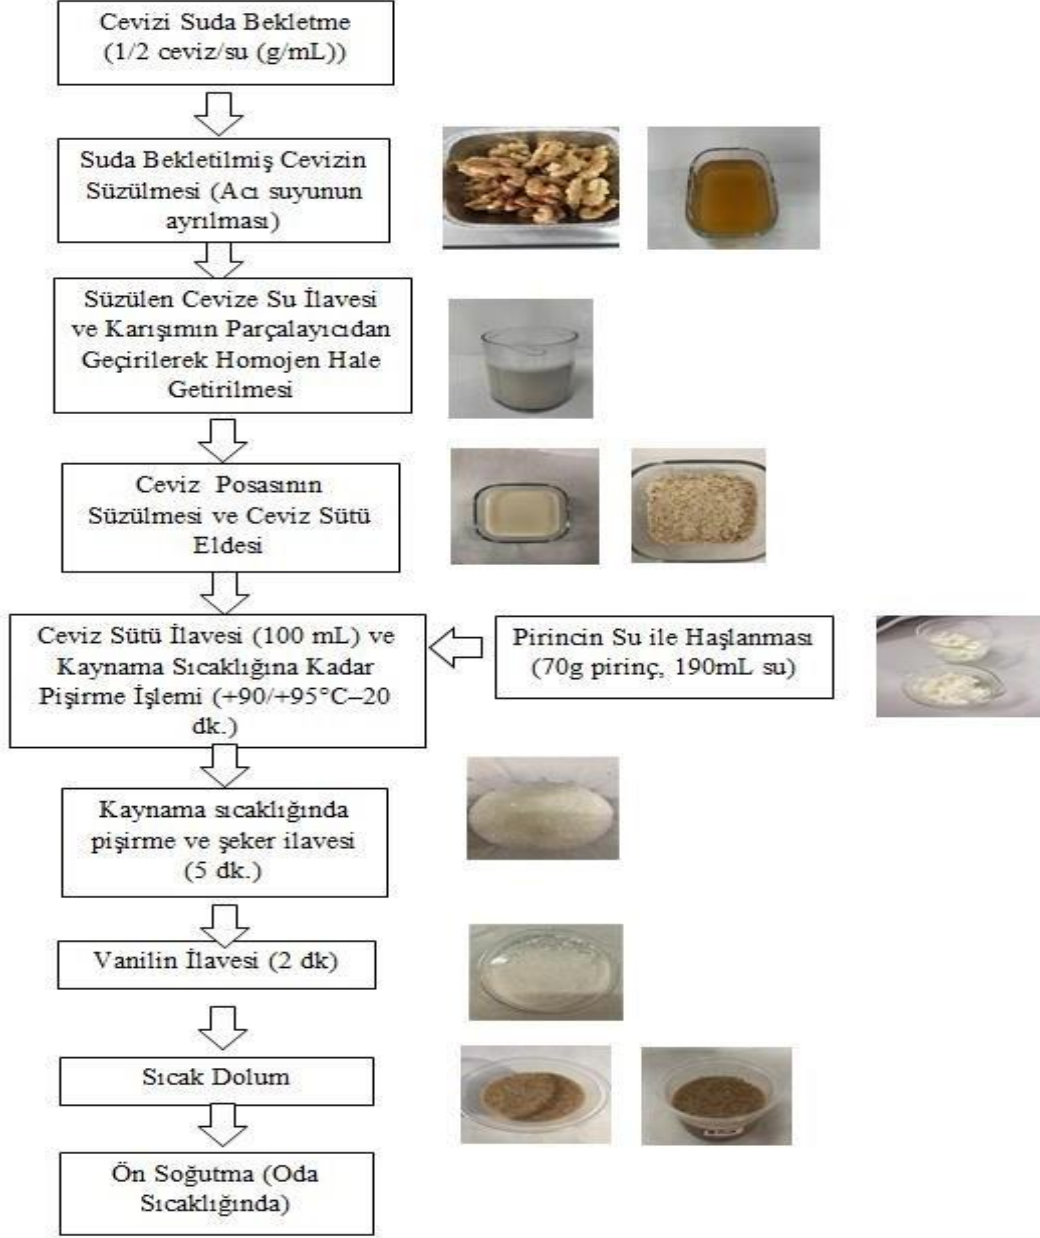 Cevizi Suda Bekletme
(1/2 ceviz/su (g/mL))
Suda Bekletilmiş Cevizin
Süzülmesi (Acı suyunun
ayrılması)
Süzülen Cevize Su İlavesi
ve Karışımın Parçalayıcıdan
Geçirilerek Homojen Hale
Getirilmesi
Ceviz Posasının
Süzülmesi ve Ceviz Sütü
Eldesi
Ceviz Sütü İlavesi (100 mL) ve
Kaynama Sıcaklığına Kadar
Pişirme İşlemi (+90/+95°C–20
dk.)
Pirincin Su ile Haşlanması
(70g pirinç, 190mL su)
Kaynama sıcaklığında
pişirme ve şeker ilavesi
(5 dk.)
Vanilin İlavesi (2 dk)
Sıcak Dolum
Ön Soğutma (Oda
Sıcaklığında)